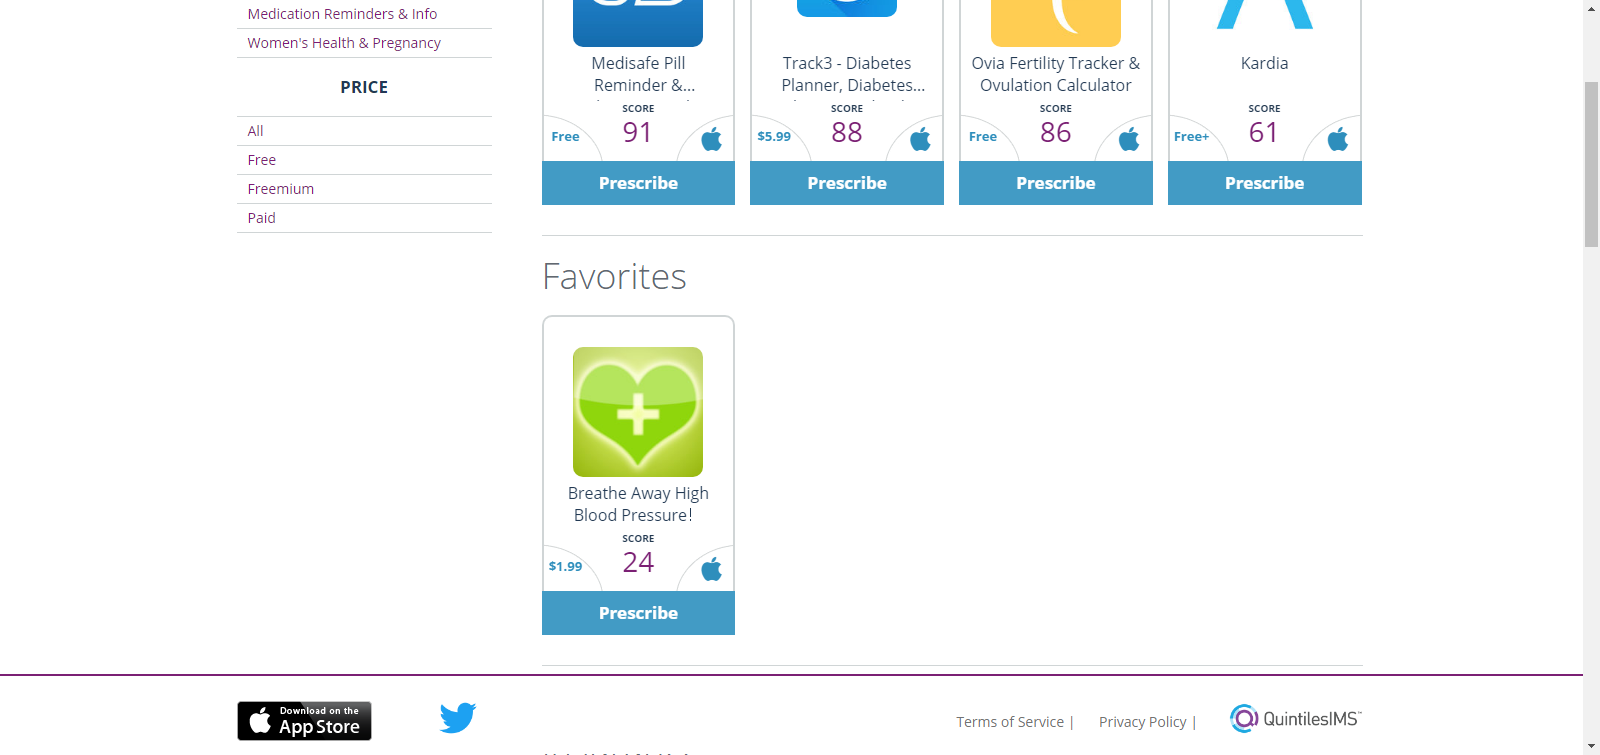 Medication Reminders & Info
Women's Health & Pregnancy
PRICE
All
Free
Freemium
Paid
Medisafe Pill
Reminder &...
SCORE
Free
91
Prescribe
Track3 - Diabetes
Planner, Diabetes...
SCORE
$5.99
88
Prescribe
Ovia Fertility Tracker &
Ovulation Calculator
SCORE
Free
86
Prescribe
Kardia
SCORE
Free+
61
Prescribe
Favorites
Breathe Away High
Blood Pressure!
SCORE
$1.99
24
Prescribe
Download on the
App Store
Terms of Service |
Privacy Policy |
QuintilesIMS™